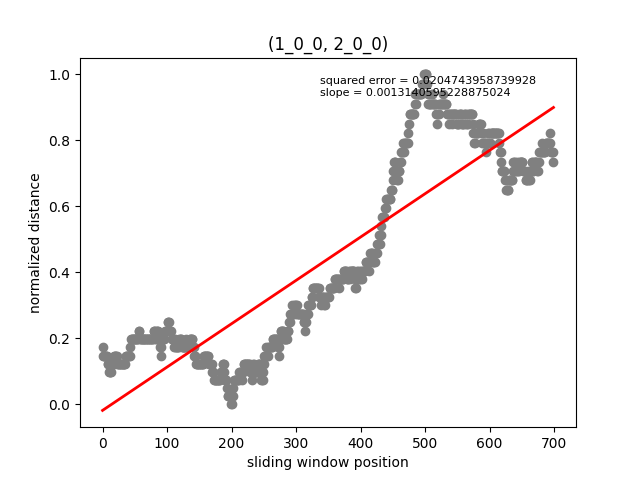 (1_0_0, 2_0_0)
squared error = 0.0204743958739928
slope = 0.0013140595228875024
1.0
0.8
0.6
0.4
0.2
0.0
normalized distance
0 100 200 300 400 500 600 700
sliding window position